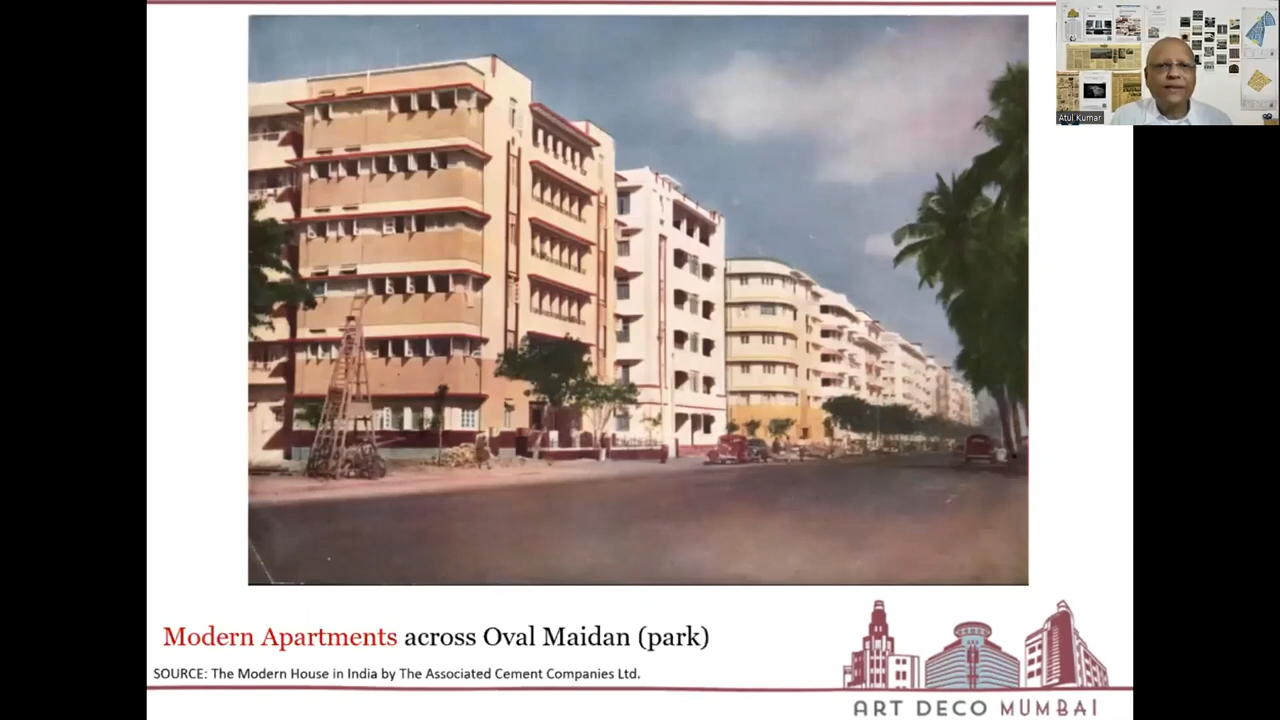 Atul Kumar
Modern Apartments across Oval Maidan (park)
SOURCE: The Modern House in India by The Associated Cement Companies Ltd.
ART DECO MUMBAI